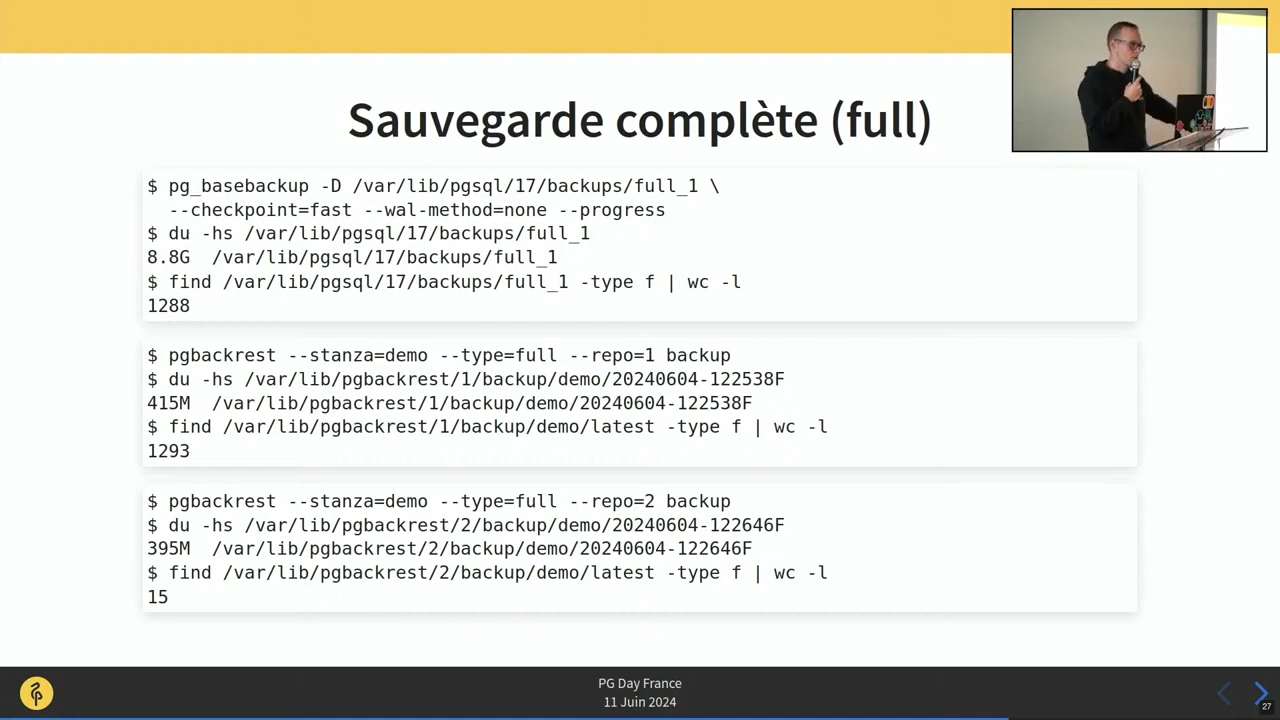 Sauvegarde complète (full)
$ pg_basebackup -D /var/lib/pgsql/17/backups/full_1 \
--checkpoint=fast --wal-method=none --progress
$ du -hs /var/lib/pgsql/17/backups/full_1
8.8G /var/lib/pgsql/17/backups/full_1
$ find /var/lib/pgsql/17/backups/full_1 -type f | wc -l
1288
$ pgbackrest --stanza=demo --type=full --repo=1 backup
$ du -hs /var/lib/pgbackrest/1/backup/demo/20240604-122538F
415M /var/lib/pgbackrest/1/backup/demo/20240604-122538F
$ find /var/lib/pgbackrest/1/backup/demo/latest -type f | wc -l
1293
$ pgbackrest --stanza=demo --type=full --repo=2 backup
$ du -hs /var/lib/pgbackrest/2/backup/demo/20240604-122646F
395M /var/lib/pgbackrest/2/backup/demo/20240604-122646F
$ find /var/lib/pgbackrest/2/backup/demo/latest -type f | wc -l
15
PG Day France
11 Juin 2024
27